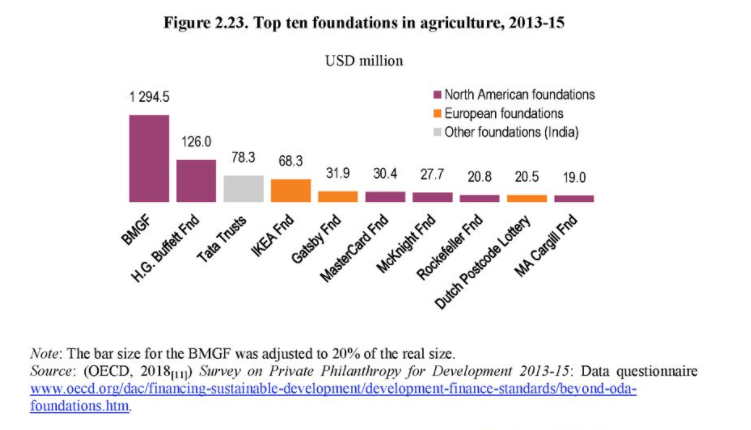 Figure 2.23. Top ten foundations in agriculture, 2013-15
USD million
North American foundations
European foundations
Other foundations (India)
1 294.5
126.0
78.3
68.3
31.9
30.4
27.7
20.8
20.5
19.0
BMGF
H.G. Buffett Fnd
Tata Trusts
IKEA Fnd
Gatsby Fnd
MasterCard Fnd
McKnight Fnd
Rockefeller Fnd
Dutch Postcode Lottery
MA Cargill Fnd
Note: The bar size for the BMGF was adjusted to 20% of the real size.
Source: (OECD, 2018[11]) Survey on Private Philanthropy for Development 2013-15: Data questionnaire
www.oecd.org/dac/financing-sustainable-development/development-finance-standards/beyond-oda-
foundations.htm.